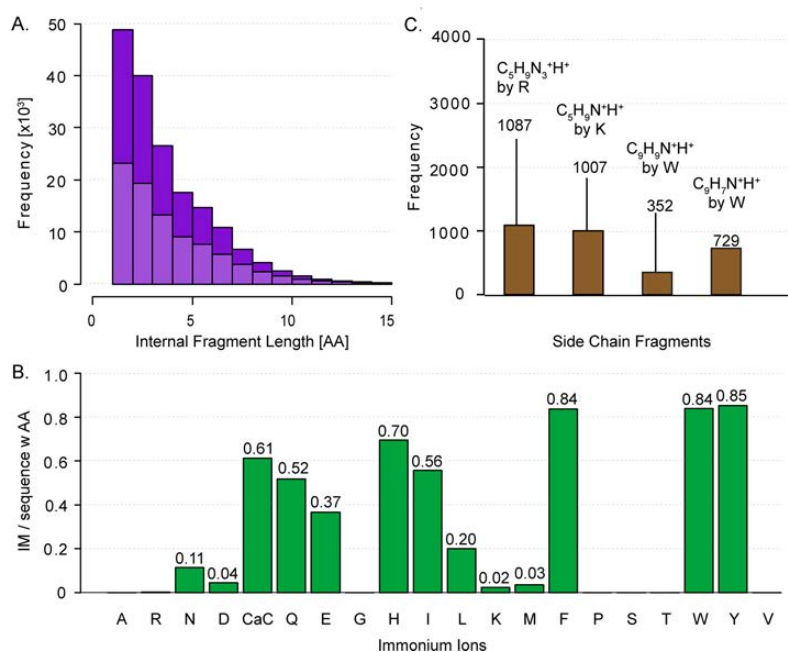 A.
Frequency [x10³]
50
40
30
20
10
0
0 5 10 15
Internal Fragment Length [AA]
C.
Frequency
4000
3000
2000
1000
0
C₅H₉N₃⁺H⁺
by R
1087
C₅H₉N⁺H⁺
by K
1007
C₉H₉N⁺H⁺
by W
352
C₉H₇N⁺H⁺
by W
729
Side Chain Fragments
B.
IM / sequence w AA
1.0
0.8
0.6
0.4
0.2
0
0.11
0.04
0.61
0.52
0.37
0.70
0.56
0.20
0.02
0.03
0.84
0.84
0.85
A R N D CaC Q E G H I L K M F P S T W Y V
Immonium Ions